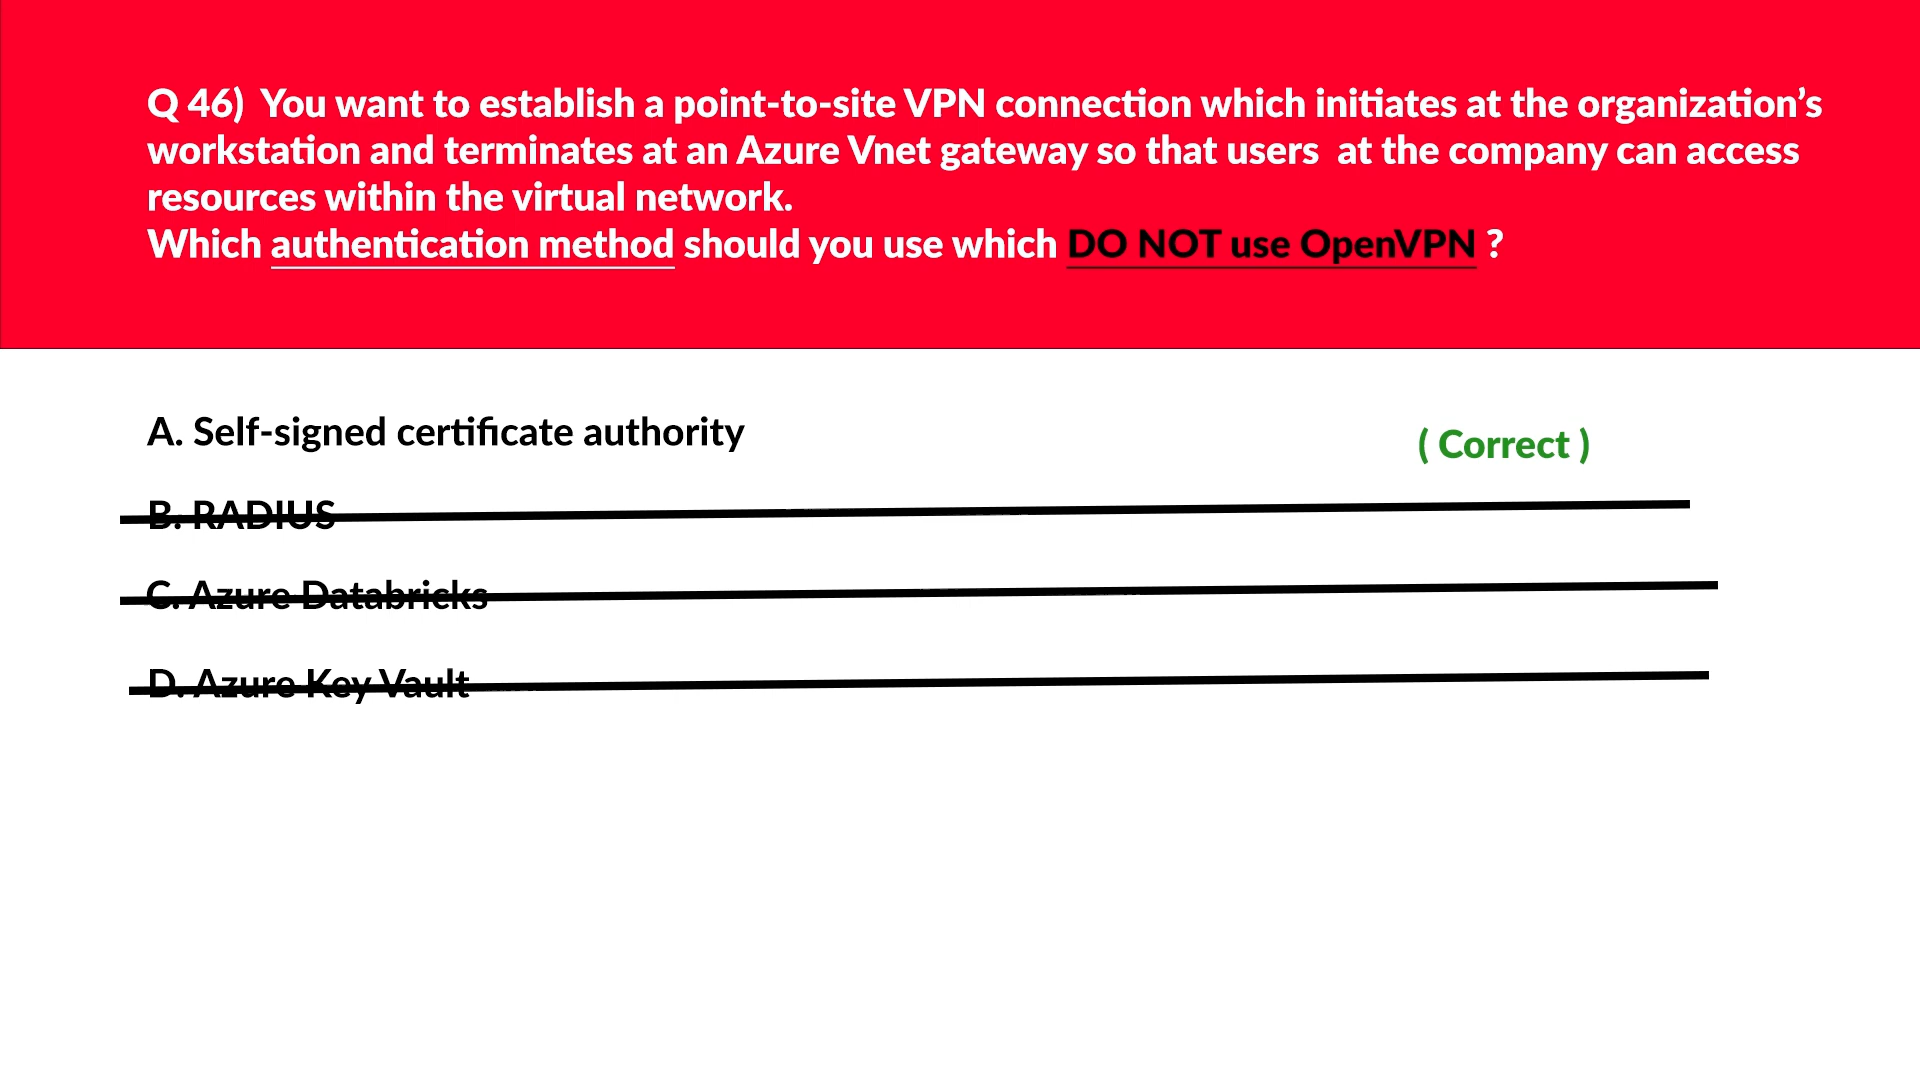 Q 46) You want to establish a point-to-site VPN connection which initiates at the organization’s
workstation and terminates at an Azure Vnet gateway so that users at the company can access
resources within the virtual network.
Which authentication method should you use which DO NOT use OpenVPN ?
A. Self-signed certificate authority
( Correct )
B. RADIUS
C. Azure Databricks
D. Azure Key Vault